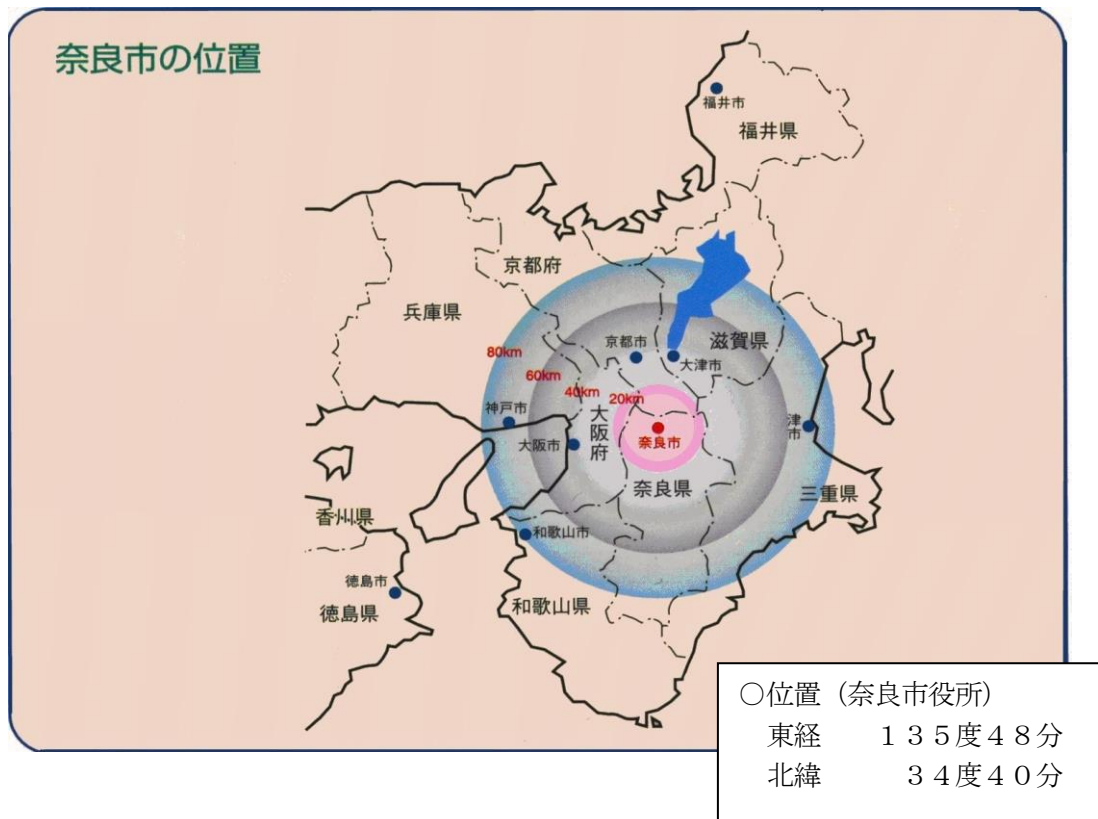 奈良市の位置
福井市
福井県
京都府
兵庫県
京都市
滋賀県
大津市
80km
60km
40km
20km
神戸市
大阪市
大阪府
奈良市
津市
奈良県
三重県
香川県
和歌山市
徳島市
徳島県
和歌山県
○位置（奈良市役所）
東経　　１３５度４８分
北緯　　　３４度４０分